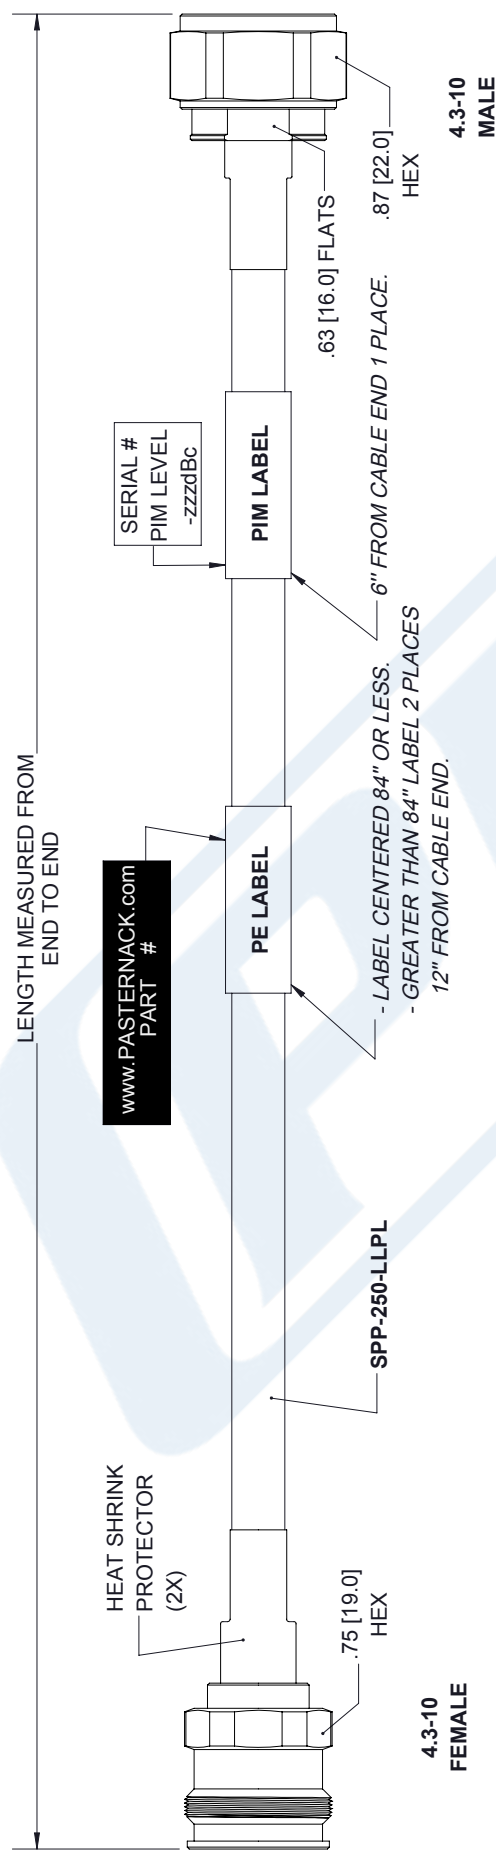 LENGTH MEASURED FROM
END TO END
HEAT SHRINK
PROTECTOR
(2X)
www.PASTERNACK.com
PART #
SERIAL #
PIM LEVEL
-zzzdBc
PE LABEL
PIM LABEL
.75 [19.0]
HEX
SPP-250-LLPL
- LABEL CENTERED 84" OR LESS.
- GREATER THAN 84" LABEL 2 PLACES
12" FROM CABLE END.
6" FROM CABLE END 1 PLACE.
.63 [16.0] FLATS
.87 [22.0]
HEX
4.3-10
FEMALE
4.3-10
MALE